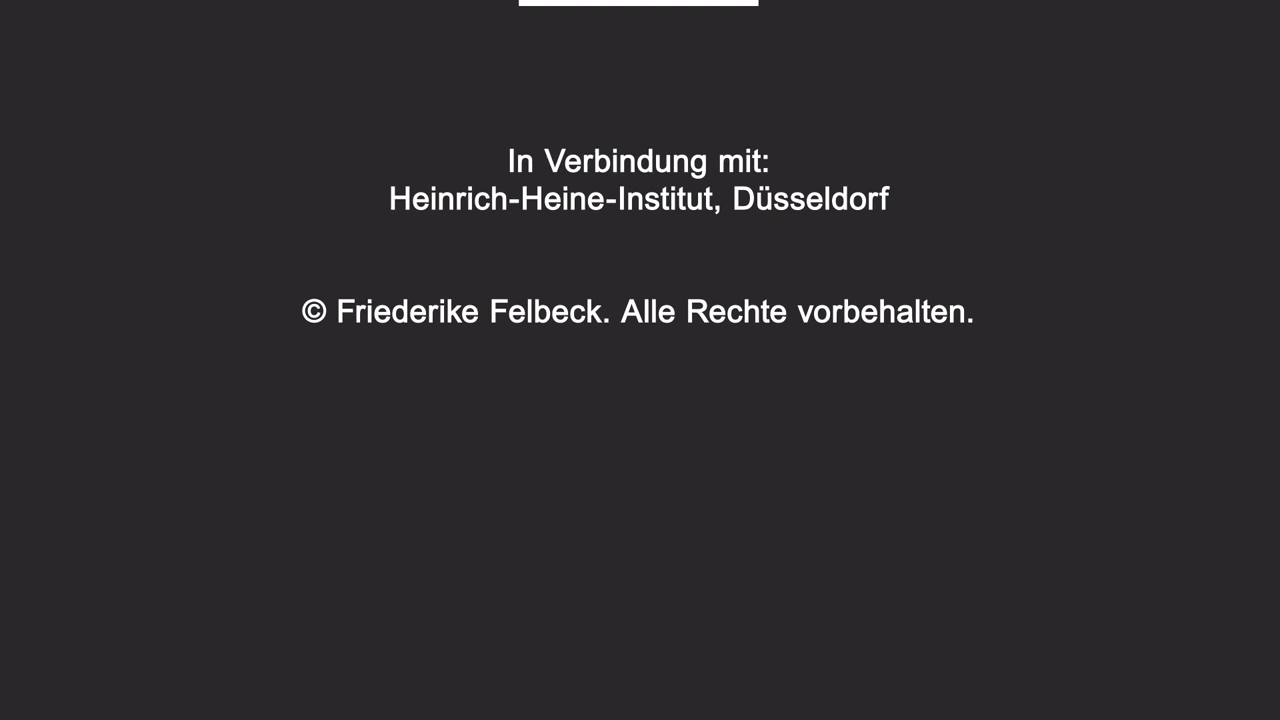 In Verbindung mit:
Heinrich-Heine-Institut, Düsseldorf
© Friederike Felbeck. Alle Rechte vorbehalten.